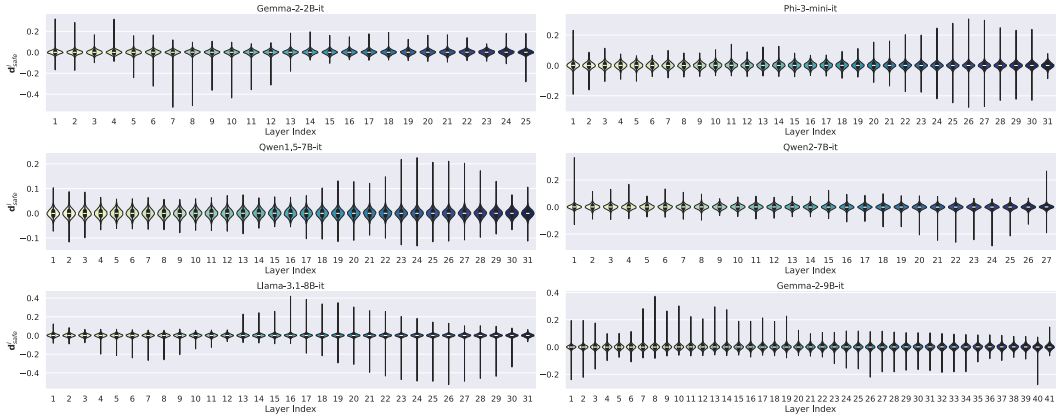 Gemma-2-2B-it
0.2
0.0
−0.2
−0.4
d^l_safe
1 2 3 4 5 6 7 8 9 10 11 12 13 14 15 16 17 18 19 20 21 22 23 24 25
Layer Index
Phi-3-mini-it
0.2
0.0
−0.2
1 2 3 4 5 6 7 8 9 10 11 12 13 14 15 16 17 18 19 20 21 22 23 24 25 26 27 28 29 30 31
Layer Index
Qwen1,5-7B-it
0.2
0.1
0.0
−0.1
d^l_safe
1 2 3 4 5 6 7 8 9 10 11 12 13 14 15 16 17 18 19 20 21 22 23 24 25 26 27 28 29 30 31
Layer Index
Qwen2-7B-it
0.2
0.0
−0.2
1 2 3 4 5 6 7 8 9 10 11 12 13 14 15 16 17 18 19 20 21 22 23 24 25 26 27
Layer Index
Llama-3,1-8B-it
0.4
0.2
0.0
−0.2
−0.4
d^l_safe
1 2 3 4 5 6 7 8 9 10 11 12 13 14 15 16 17 18 19 20 21 22 23 24 25 26 27 28 29 30 31
Layer Index
Gemma-2-9B-it
0.2
0.0
−0.2
1 2 3 4 5 6 7 8 9 10 11 12 13 14 15 16 17 18 19 20 21 22 23 24 25 26 27 28 29 30 31 32 33 34 35 36 37 38 39 40 41
Layer Index